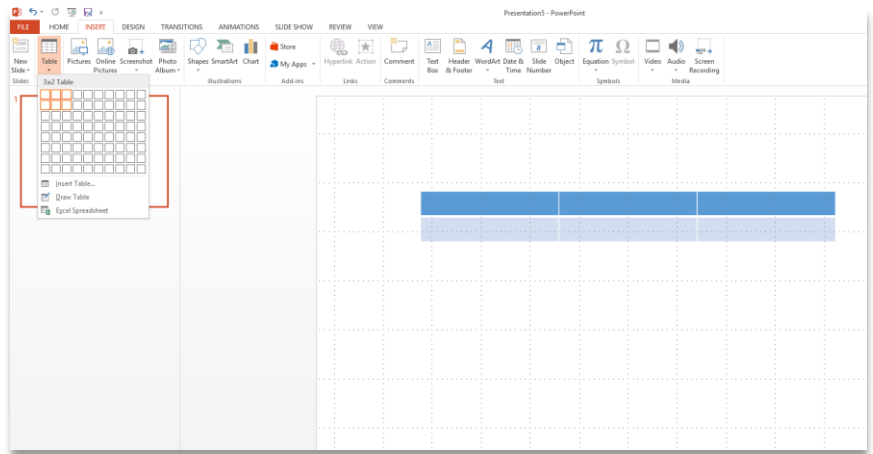 Presentation5 - PowerPoint
FILE HOME INSERT DESIGN TRANSITIONS ANIMATIONS SLIDE SHOW REVIEW VIEW
New Slide
Table
Pictures
Online Pictures
Screenshot
Photo Album
Shapes
SmartArt
Chart
Store
My Apps
Hyperlink
Action
Comment
Text Box
Header & Footer
WordArt
Date & Time
Slide Number
Object
Equation
Symbol
Video
Audio
Screen Recording
Slides
Illustrations
Add-ins
Links
Comments
Text
Symbols
Media
3x2 Table
Insert Table...
Draw Table
Excel Spreadsheet
1